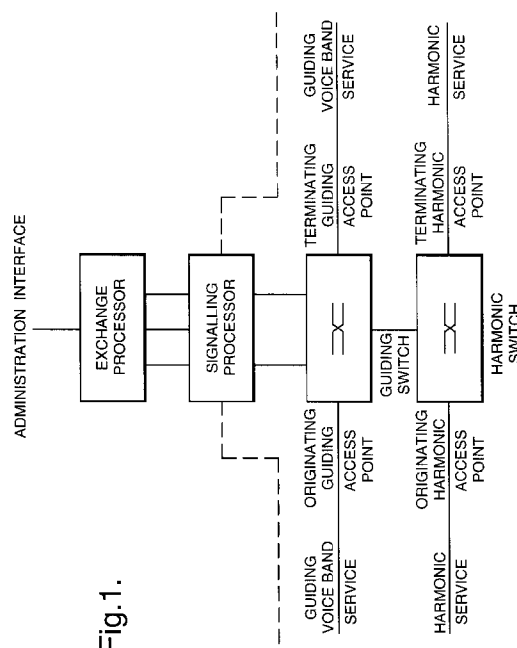 Fig.1.
ADMINISTRATION INTERFACE
EXCHANGE
PROCESSOR
SIGNALLING
PROCESSOR
GUIDING
VOICE BAND
SERVICE
ORIGINATING
GUIDING
ACCESS
POINT
TERMINATING
GUIDING
ACCESS
POINT
GUIDING
VOICE BAND
SERVICE
GUIDING
SWITCH
HARMONIC
SERVICE
ORIGINATING
HARMONIC
ACCESS
POINT
TERMINATING
HARMONIC
ACCESS
POINT
HARMONIC
SERVICE
HARMONIC
SWITCH